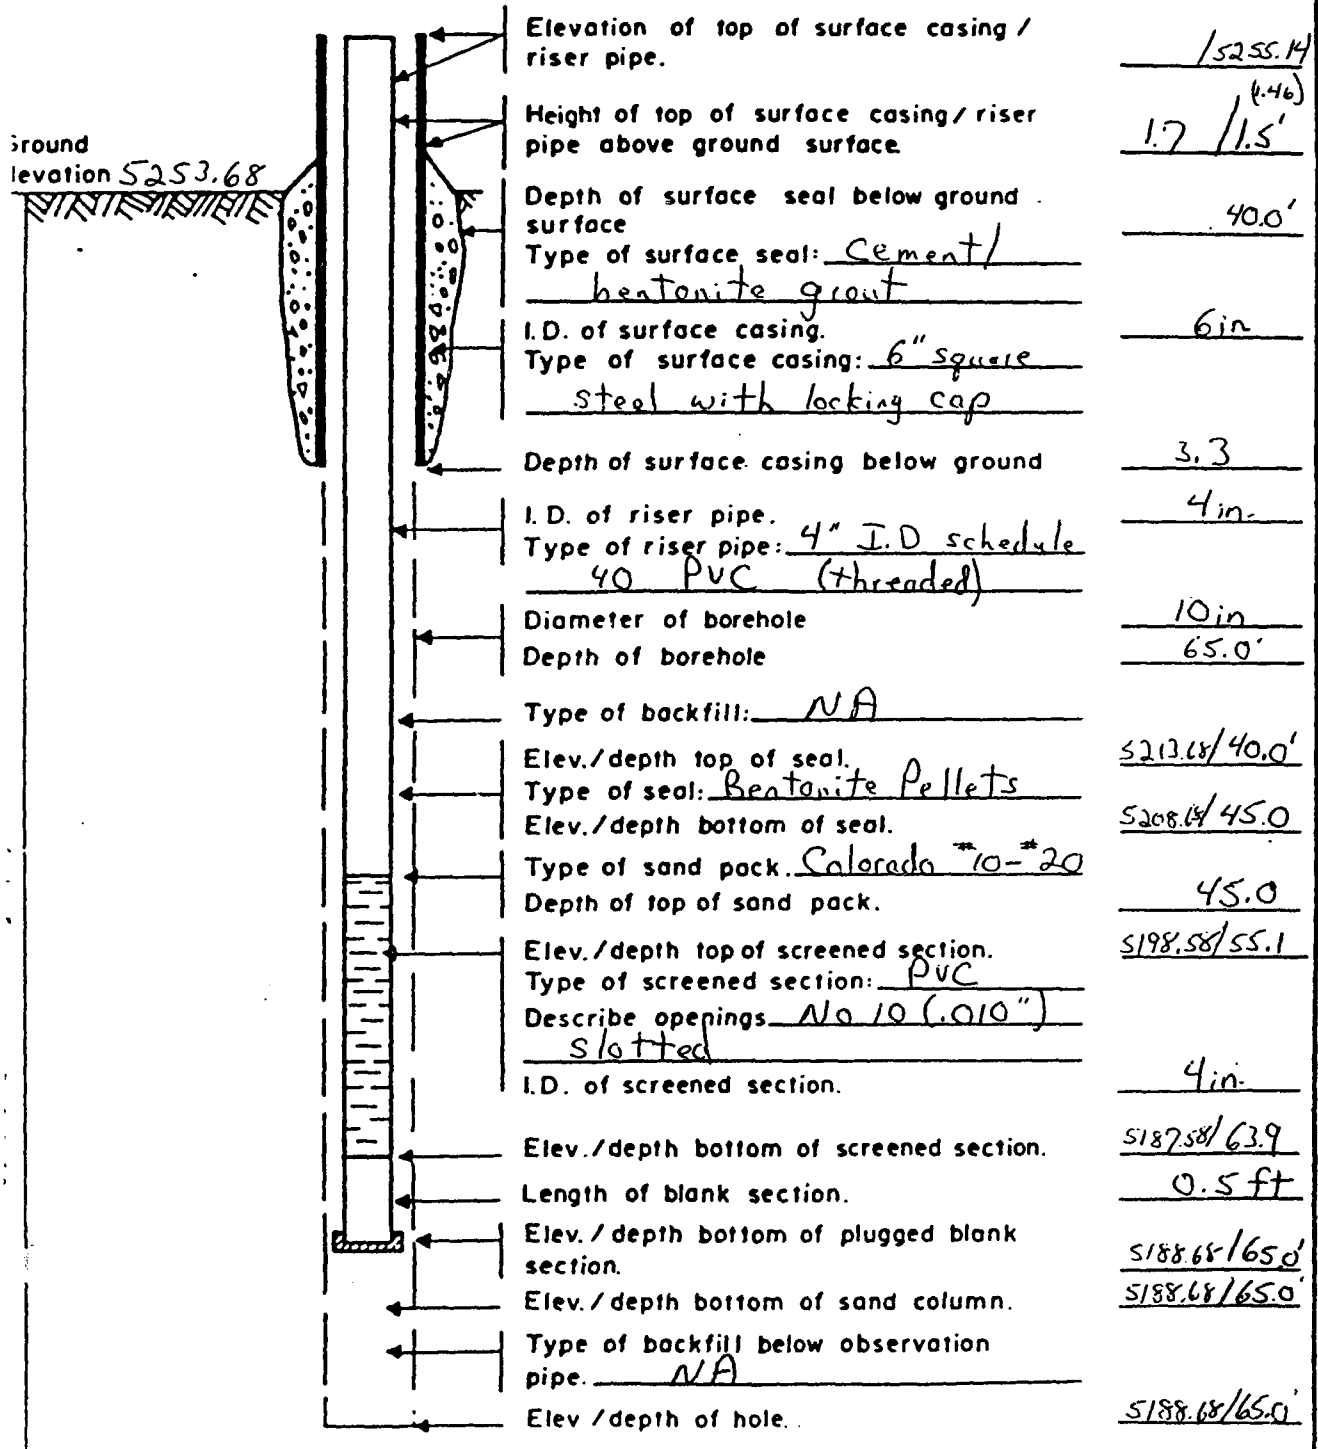 Elevation of top of surface casing /
riser pipe. /5255.14
(1.46)
Height of top of surface casing / riser
pipe above ground surface 1.7 /1.5'
Ground
levation 5253.68
Depth of surface seal below ground
surface 40.0'
Type of surface seal: Cement/
bentonite grout
I.D. of surface casing. 6in
Type of surface casing: 6" square
steel with locking cap
Depth of surface casing below ground 3.3
I.D. of riser pipe. 4in.
Type of riser pipe: 4" I.D schedule
40 PVC (threaded)
Diameter of borehole 10in
Depth of borehole 65.0'
Type of backfill: NA
Elev./depth top of seal. 5213.68/40.0'
Type of seal: Bentonite Pellets
Elev./depth bottom of seal. 5208.68/45.0
Type of sand pack. Colorado #10-#20
Depth of top of sand pack. 45.0
Elev./depth top of screened section. 5198.58/55.1
Type of screened section: PVC
Describe openings No 10 (.010")
slotted
I.D. of screened section. 4in.
Elev./depth bottom of screened section. 5187.58/63.9
Length of blank section. 0.5 ft
Elev./depth bottom of plugged blank
section. 5188.68/65.0'
Elev./depth bottom of sand column. 5188.68/65.0'
Type of backfill below observation
pipe. NA
Elev/depth of hole. 5188.68/65.0'